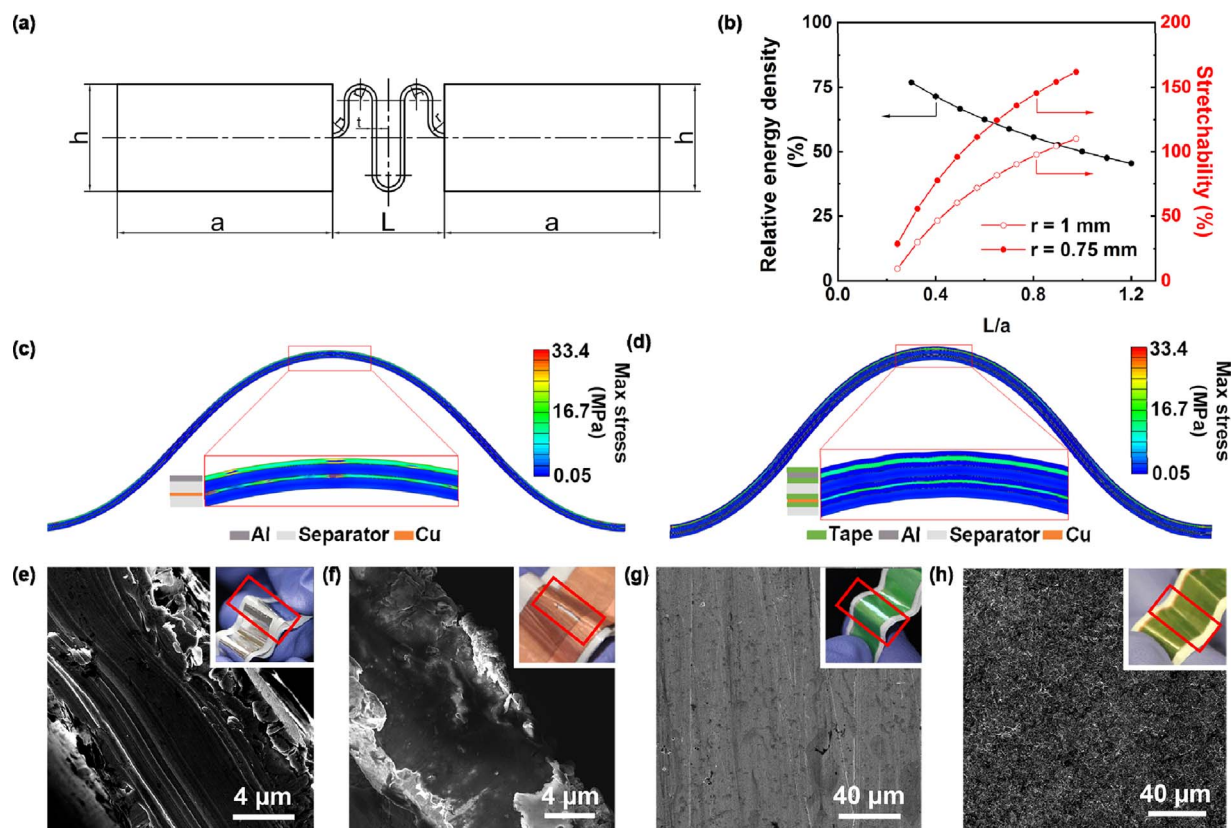 (a)
h
r
r
t
r
h
a
L
a
(b)
Relative energy density
(%)
100
75
50
25
0
Stretchability (%)
200
150
100
50
0
r = 1 mm
r = 0.75 mm
0.0 0.4 0.8 1.2
L/a
(c)
33.4
16.7
0.05
Max stress
(MPa)
Al Separator Cu
(d)
33.4
16.7
0.05
Max stress
(MPa)
Tape Al Separator Cu
(e)
4 µm
(f)
4 µm
(g)
40 µm
(h)
40 µm